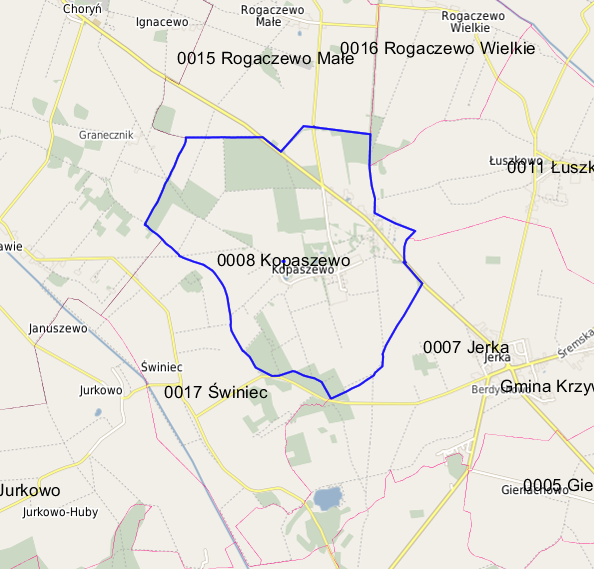 Choryń
Ignacewo
Rogaczewo
Małe
Rogaczewo
Wielkie
0016 Rogaczewo Wielkie
0015 Rogaczewo Małe
Granecznik
Łuszkowo
0011 Łuszk
awie
0008 Kopaszewo
Kopaszewo
Januszewo
0007 Jerka
Jerka
Śremska
Świniec
0017 Świniec
Jurkowo
Gmina Krzyw
Jurkowo
0005 Gie
Gierłachowo
Jurkowo-Huby